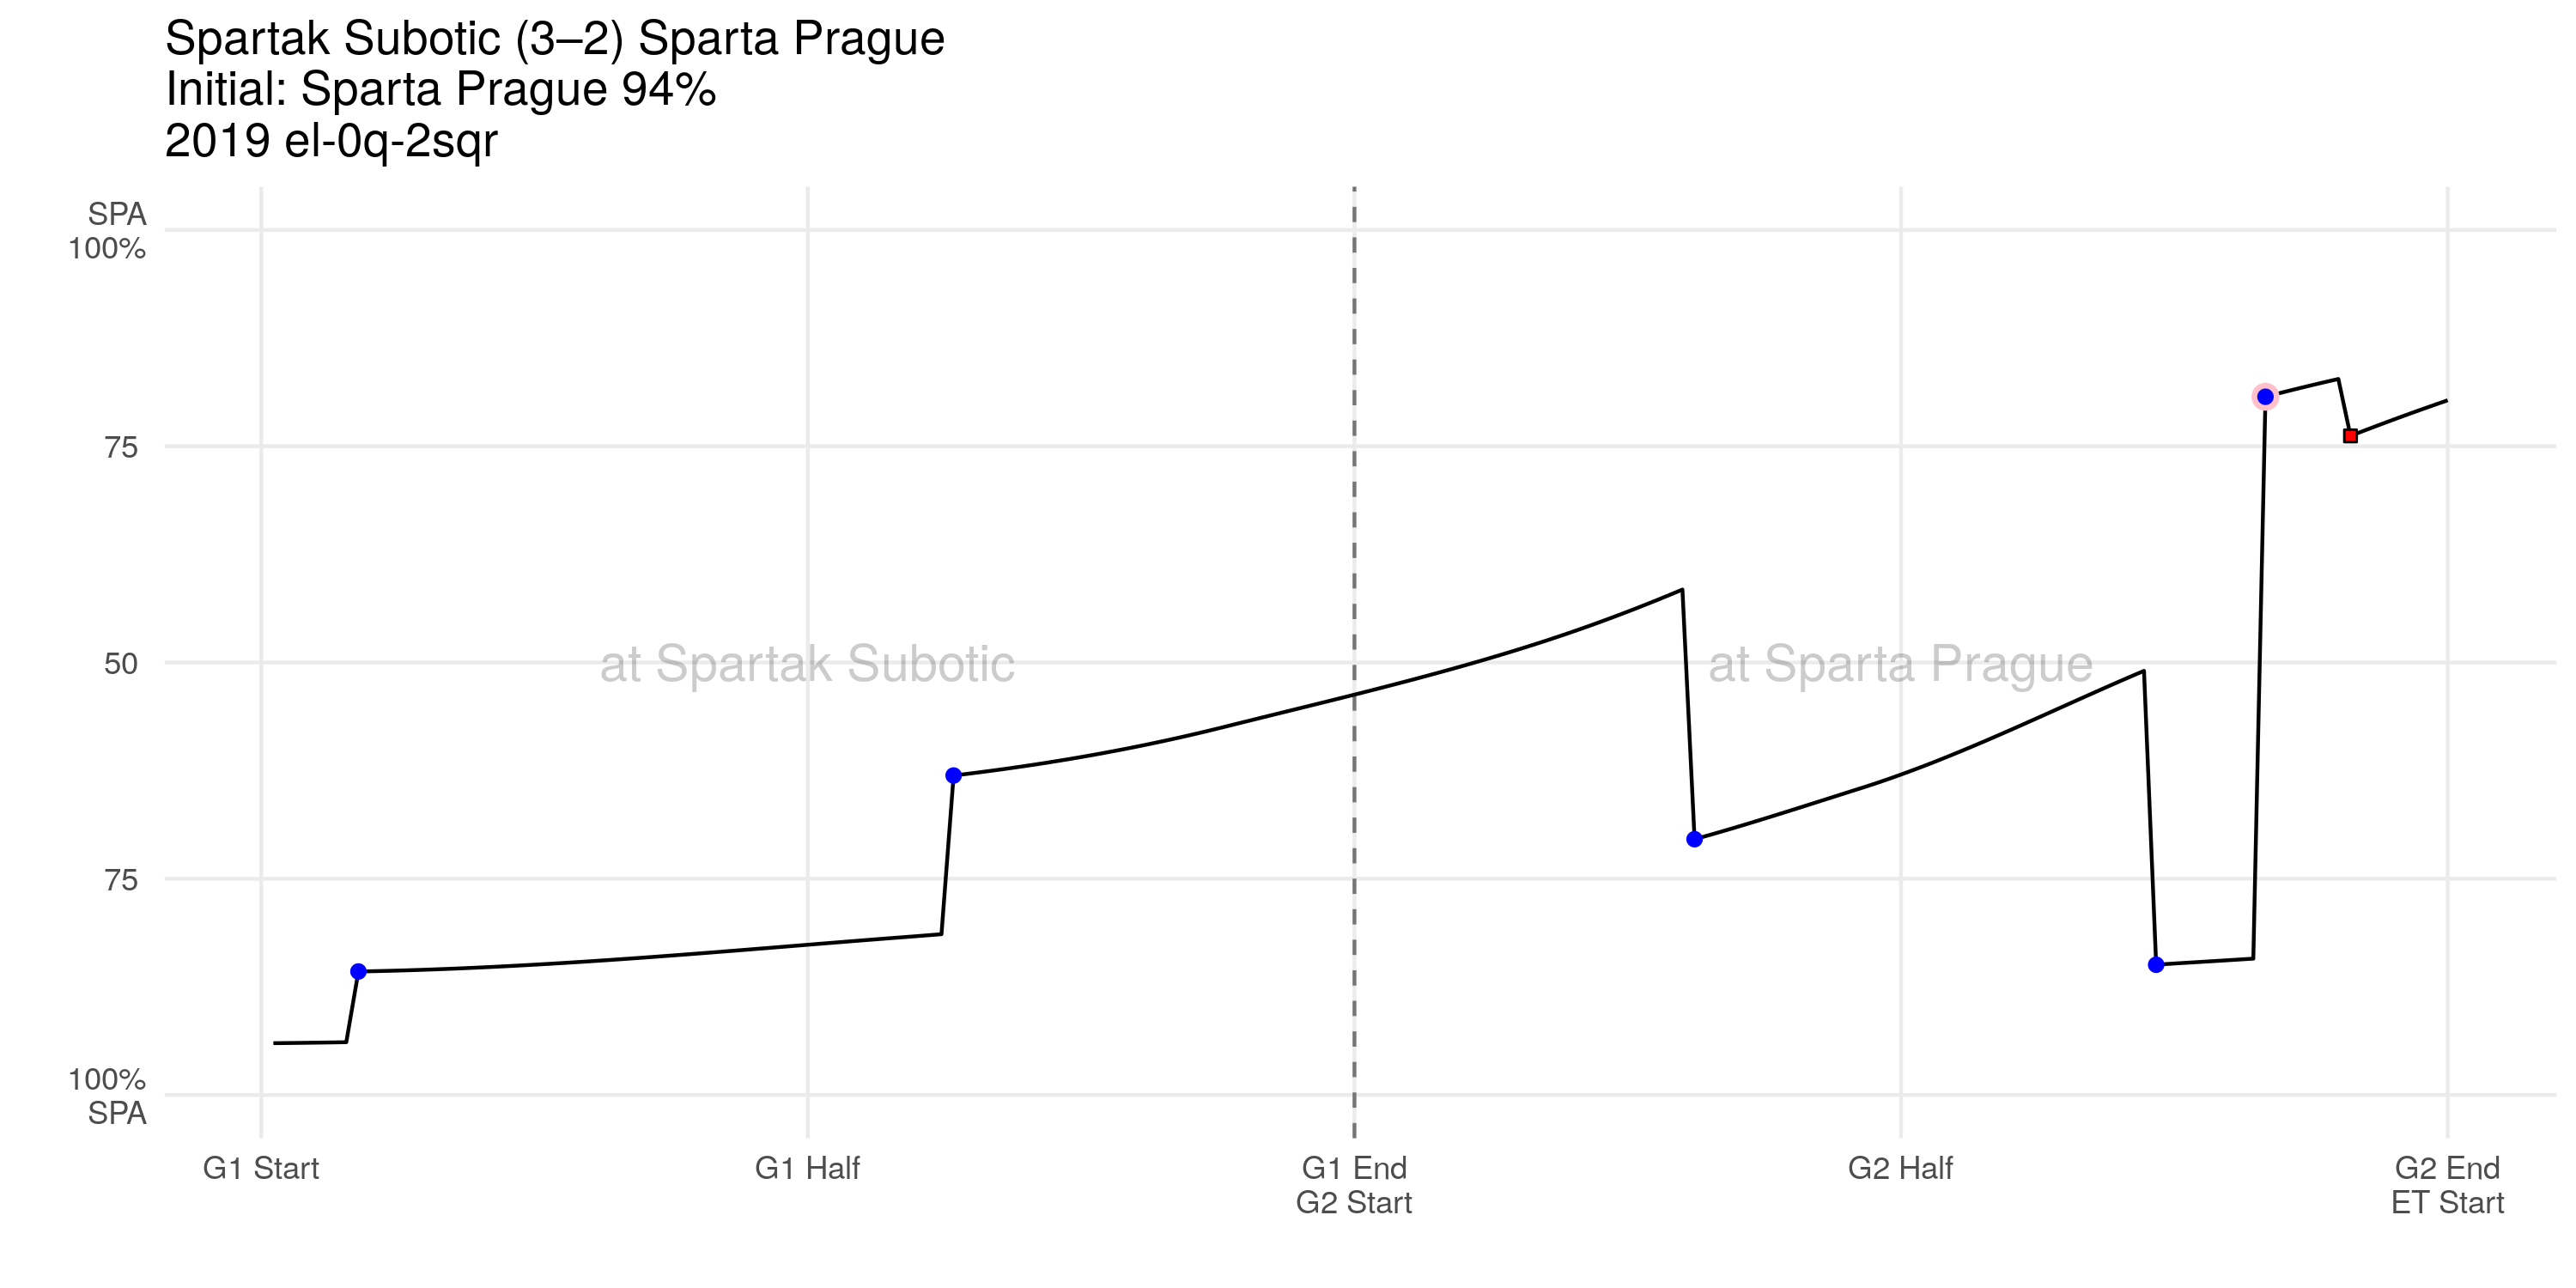 Spartak Subotic (3–2) Sparta Prague
Initial: Sparta Prague 94%
2019 el-0q-2sqr
SPA
100%
75
50
75
100%
SPA
at Spartak Subotic
at Sparta Prague
G1 Start
G1 Half
G1 End
G2 Start
G2 Half
G2 End
ET Start